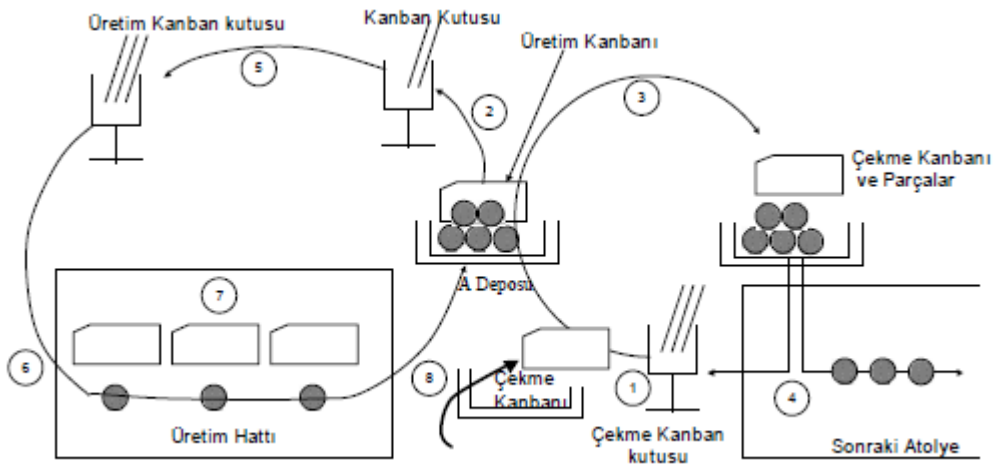 Üretim Kanban kutusu
Kanban Kutusu
Üretim Kanbanı
5
2
3
Çekme Kanbanı
ve Parçalar
A Deposu
7
6
8
Çekme
Kanbanı
1
4
Üretim Hattı
Çekme Kanban
kutusu
Sonraki Atolye